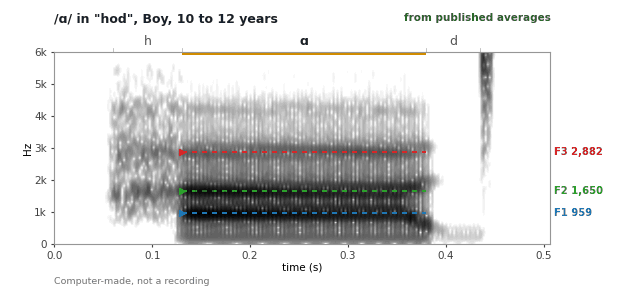 /ɑ/ in "hod", Boy, 10 to 12 years
from published averages
h ɑ d
6k
5k
4k
3k
2k
1k
0
Hz
F3 2,882
F2 1,650
F1 959
0.0 0.1 0.2 0.3 0.4 0.5
time (s)
Computer-made, not a recording